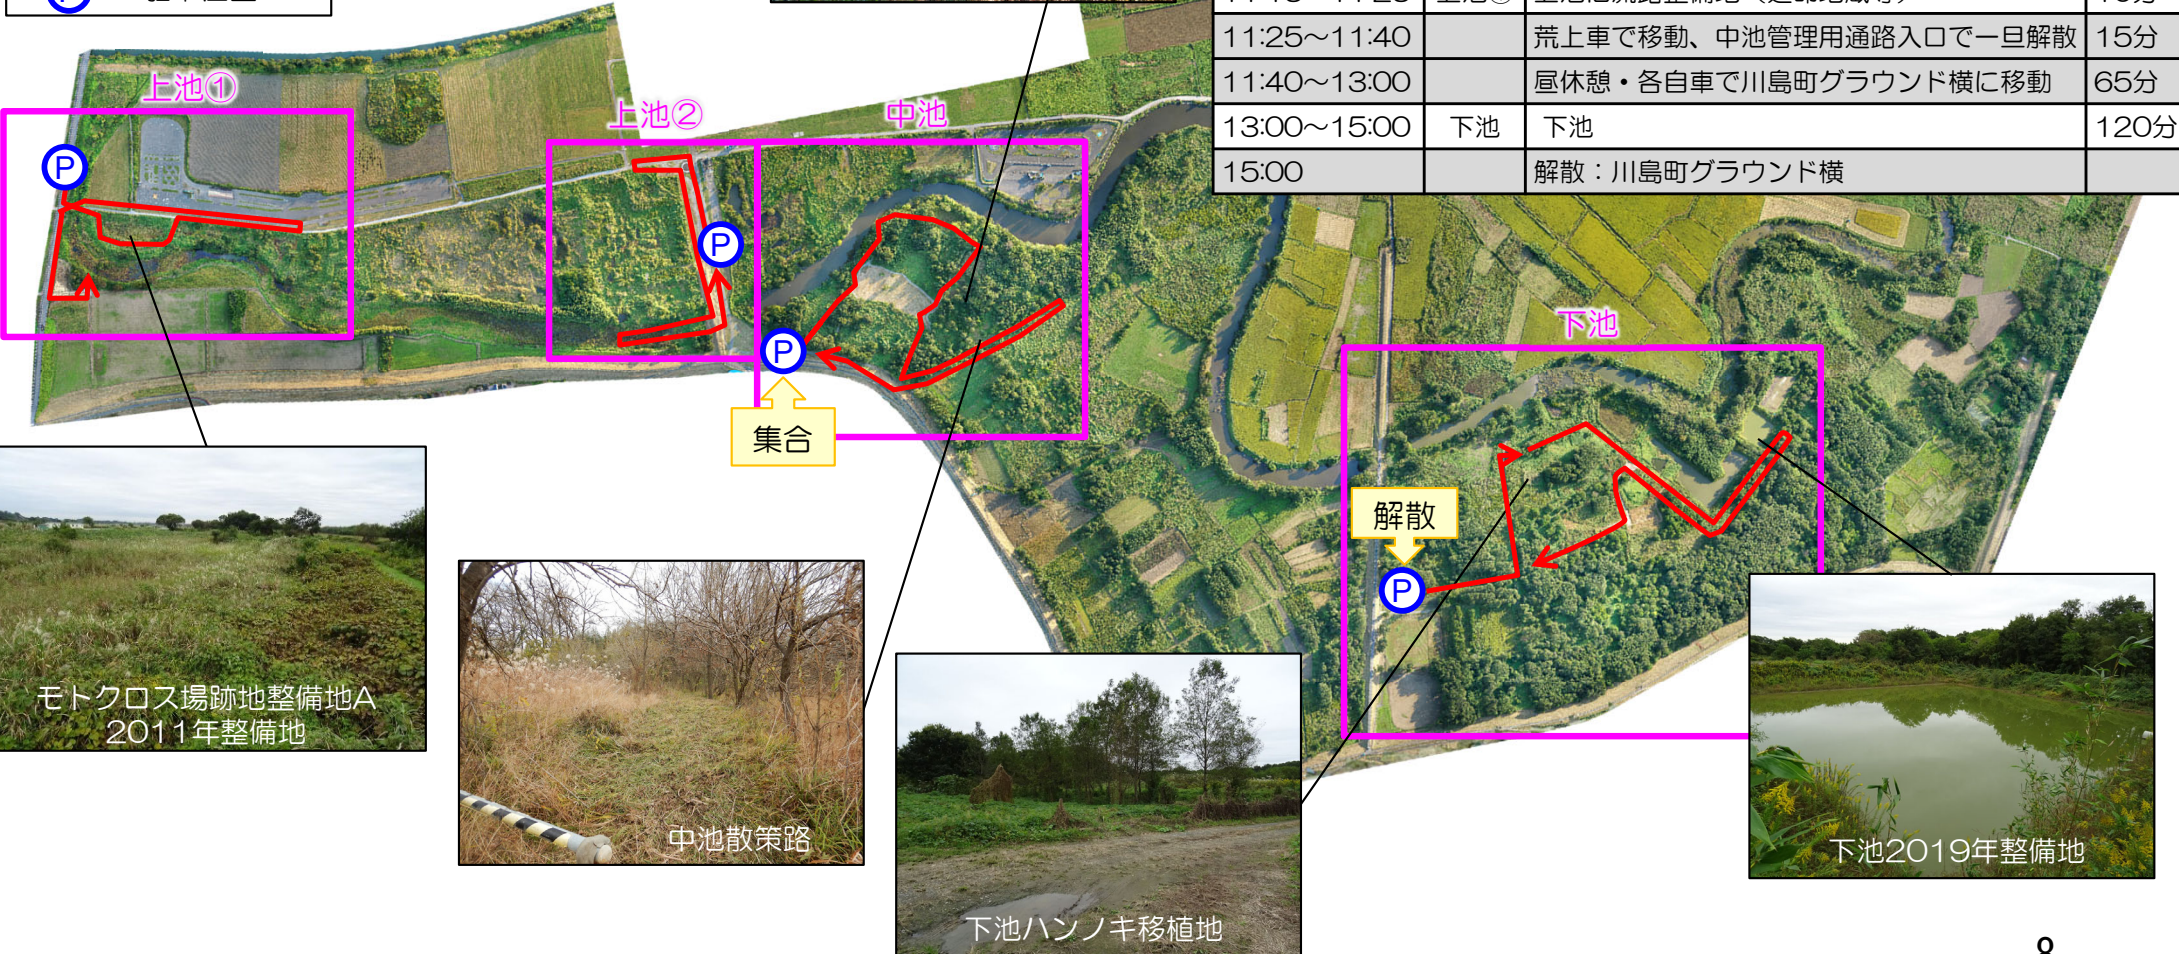 P
11:25～11:40 荒上車で移動、中池管理用通路入口で一旦解散 15分
11:40～13:00 昼休憩・各自車で川島町グラウンド横に移動 65分
13:00～15:00 下池 下池 120分
15:00 解散：川島町グラウンド横
上池①
上池②
中池
P
P
P
集合
下池
解散
P
モトクロス場跡地整備地A
2011年整備地
中池散策路
下池ハンノキ移植地
下池2019年整備地